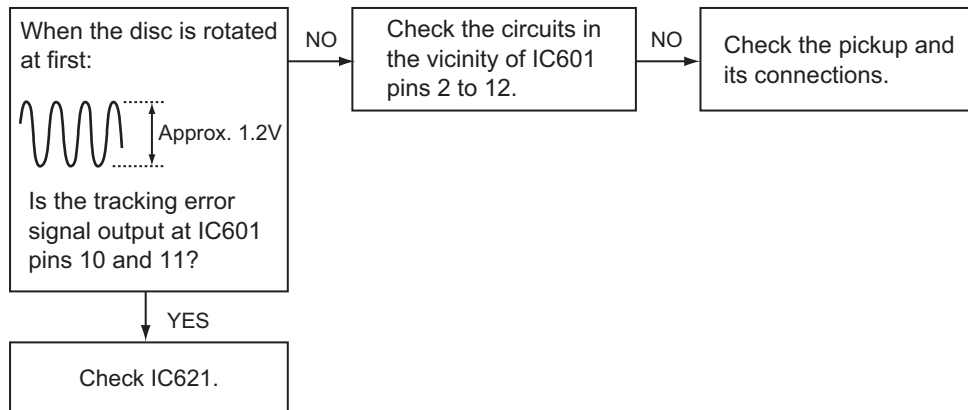 When the disc is rotated
at first:
Approx. 1.2V
Is the tracking error
signal output at IC601
pins 10 and 11?
NO
Check the circuits in
the vicinity of IC601
pins 2 to 12.
NO
Check the pickup and
its connections.
YES
Check IC621.